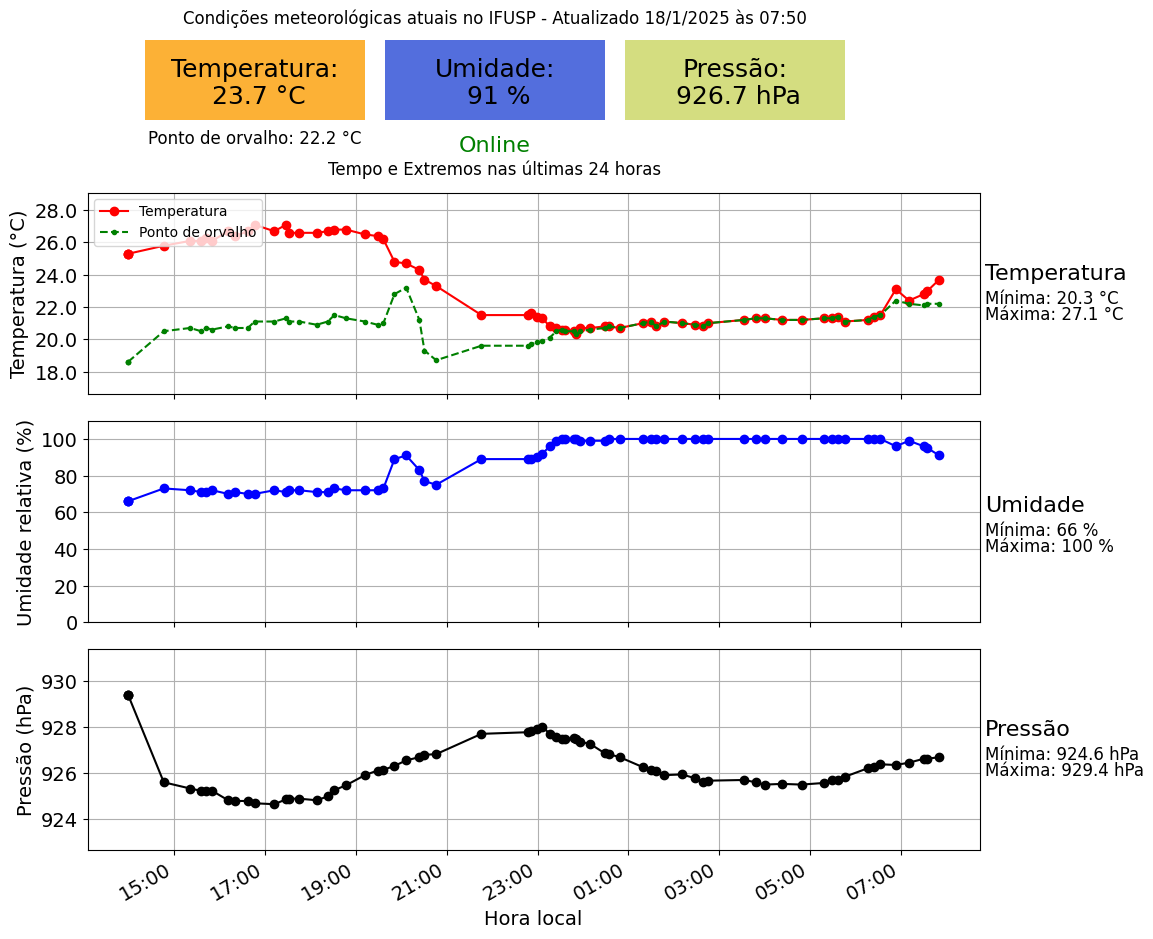 Condições meteorológicas atuais no IFUSP - Atualizado 18/1/2025 às 07:50
Temperatura:
23.7 °C
Umidade:
91 %
Pressão:
926.7 hPa
Ponto de orvalho: 22.2 °C
Online
Tempo e Extremos nas últimas 24 horas
Temperatura (°C)
28.0
26.0
24.0
22.0
20.0
18.0
Temperatura
Ponto de orvalho
Temperatura
Mínima: 20.3 °C
Máxima: 27.1 °C
Umidade relativa (%)
100
80
60
40
20
0
Umidade
Mínima: 66 %
Máxima: 100 %
Pressão (hPa)
930
928
926
924
Pressão
Mínima: 924.6 hPa
Máxima: 929.4 hPa
15:00
17:00
19:00
21:00
23:00
01:00
03:00
05:00
07:00
Hora local